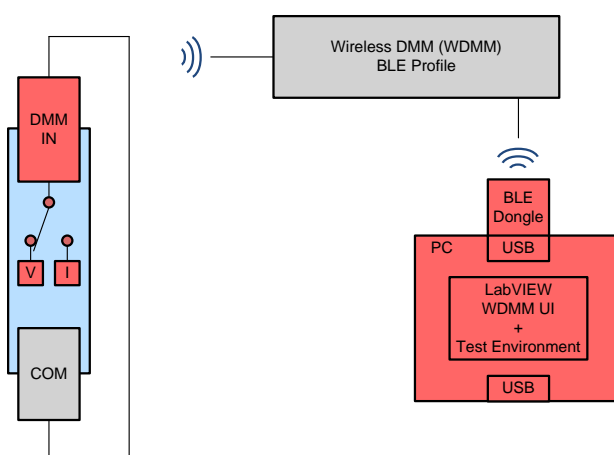 Wireless DMM (WDMM)
BLE Profile
DMM
IN
V
I
COM
BLE
Dongle
PC
USB
LabVIEW
WDMM UI
+
Test Environment
USB